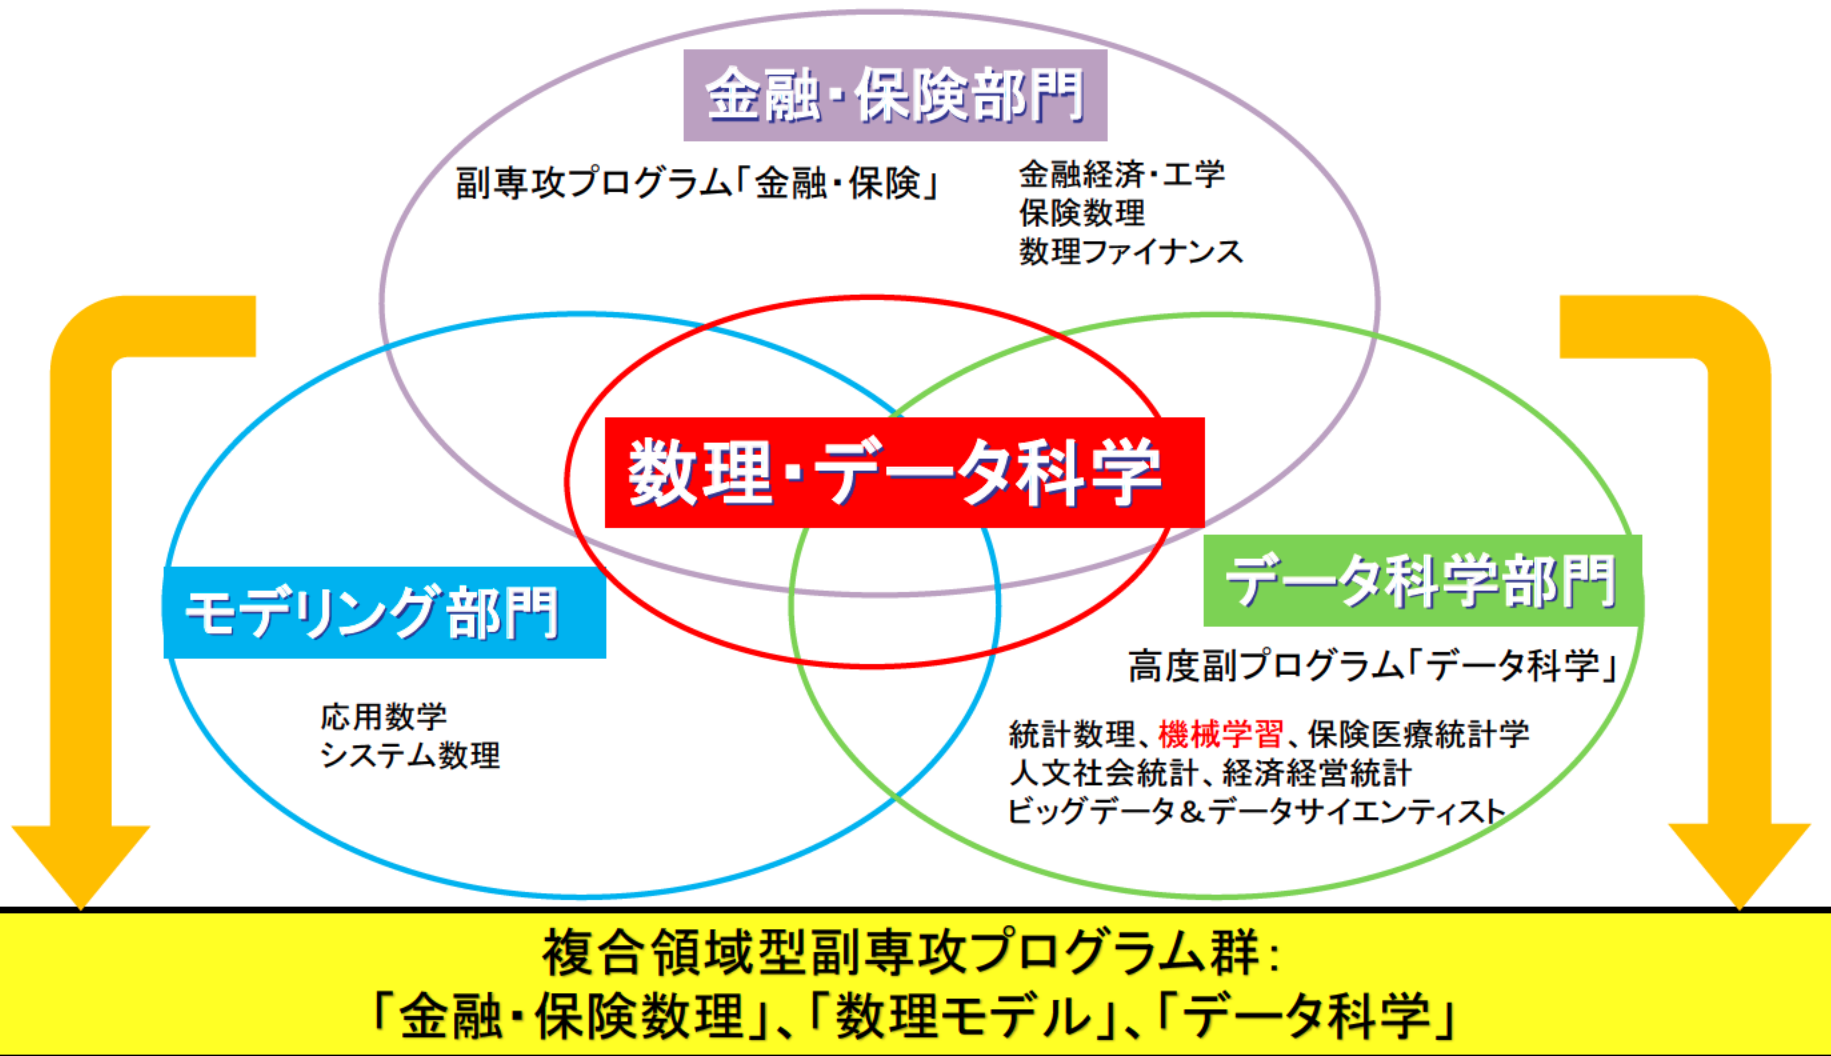 金融・保険部門
副専攻プログラム「金融・保険」
金融経済・工学
保険数理
数理ファイナンス
数理・データ科学
モデリング部門
応用数学
システム数理
データ科学部門
高度副プログラム「データ科学」
統計数理、機械学習、保険医療統計学
人文社会統計、経済経営統計
ビッグデータ&データサイエンティスト
複合領域型副専攻プログラム群：
「金融・保険数理」、「数理モデル」、「データ科学」